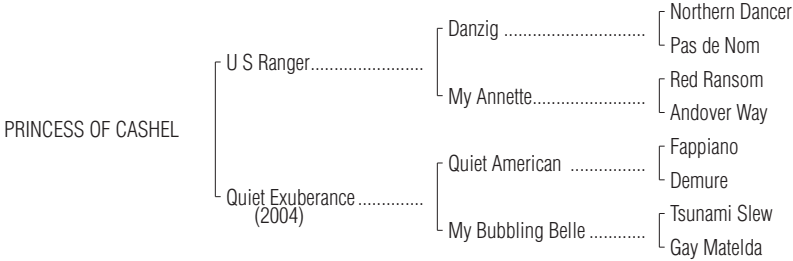 Northern Dancer
Danzig ..............................
Pas de Nom
U S Ranger........................
Red Ransom
My Annette........................
Andover Way
PRINCESS OF CASHEL
Fappiano
Quiet American ................
Demure
Quiet Exuberance ..............
(2004)
Tsunami Slew
My Bubbling Belle ............
Gay Matelda